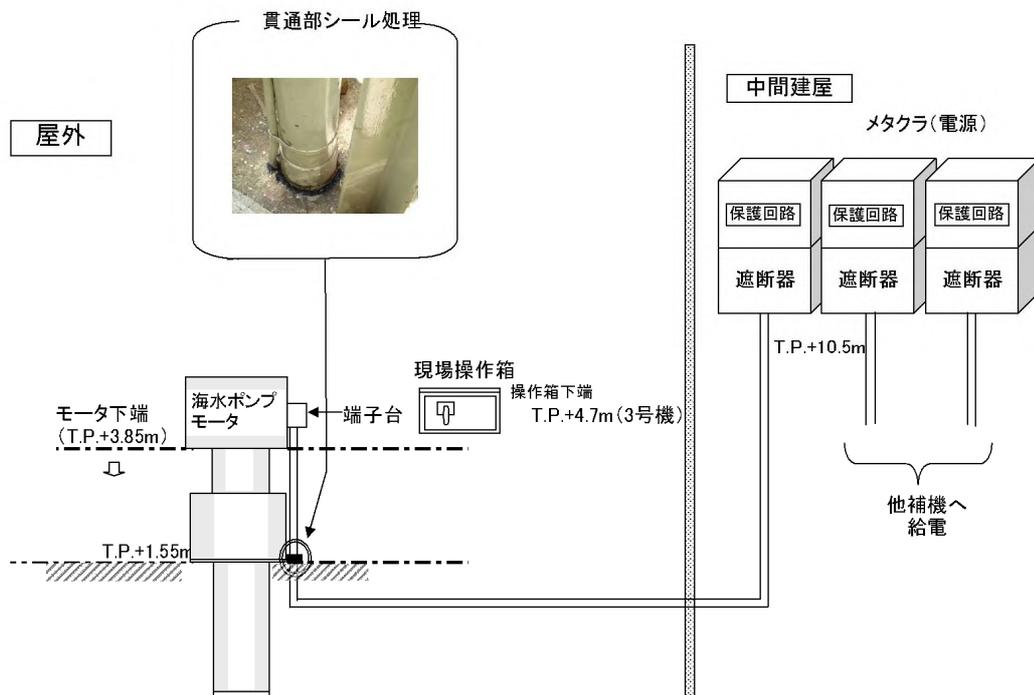 貫通部シール処理
屋外
中間建屋
メタクラ(電源)
保護回路
保護回路
保護回路
遮断器
遮断器
遮断器
T.P.+10.5m
現場操作箱
操作箱下端
T.P.+4.7m(3号機)
海水ポンプ
モータ
端子台
モータ下端
(T.P.+3.85m)
他補機へ
給電
T.P.+1.55m